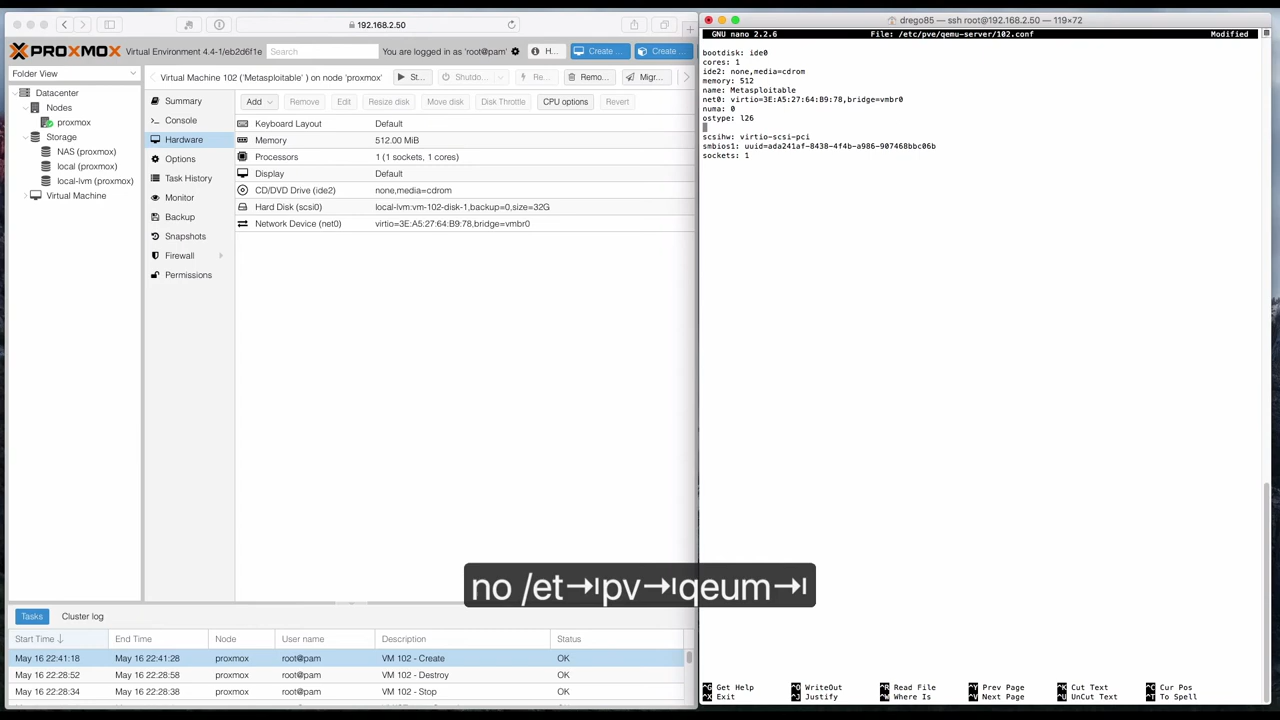 192.168.2.50
PROXMOX Virtual Environment 4.4-1/eb2d6f1e Search You are logged in as 'root@pam' H... Create ... Create ...
Folder View
Datacenter
Nodes
proxmox
Storage
NAS (proxmox)
local (proxmox)
local-lvm (proxmox)
Virtual Machine
Virtual Machine 102 ('Metasploitable' ) on node 'proxmox' St... Shutdo... Re... Remo... Migr...
Summary
Console
Hardware
Options
Task History
Monitor
Backup
Snapshots
Firewall
Permissions
Add Remove Edit Resize disk Move disk Disk Throttle CPU options Revert
Keyboard Layout Default
Memory 512.00 MiB
Processors 1 (1 sockets, 1 cores)
Display Default
CD/DVD Drive (ide2) none,media=cdrom
Hard Disk (scsi0) local-lvm:vm-102-disk-1,backup=0,size=32G
Network Device (net0) virtio=3E:A5:27:64:B9:78,bridge=vmbr0
Tasks Cluster log
Start Time ↓ End Time Node User name Description Status
May 16 22:41:18 May 16 22:41:28 proxmox root@pam VM 102 - Create OK
May 16 22:28:52 May 16 22:28:58 proxmox root@pam VM 102 - Destroy OK
May 16 22:28:34 May 16 22:28:38 proxmox root@pam VM 102 - Stop OK
drego85 — ssh root@192.168.2.50 — 119×72
GNU nano 2.2.6 File: /etc/pve/qemu-server/102.conf Modified
bootdisk: ide0
cores: 1
ide2: none,media=cdrom
memory: 512
name: Metasploitable
net0: virtio=3E:A5:27:64:B9:78,bridge=vmbr0
numa: 0
ostype: l26
scsihw: virtio-scsi-pci
smbios1: uuid=ada241af-8438-4f4b-a986-907468bbc06b
sockets: 1
no /et⇥pv⇥qeum⇥
^G Get Help ^O WriteOut ^R Read File ^Y Prev Page ^K Cut Text ^C Cur Pos
^X Exit ^J Justify ^W Where Is ^V Next Page ^U UnCut Text ^T To Spell